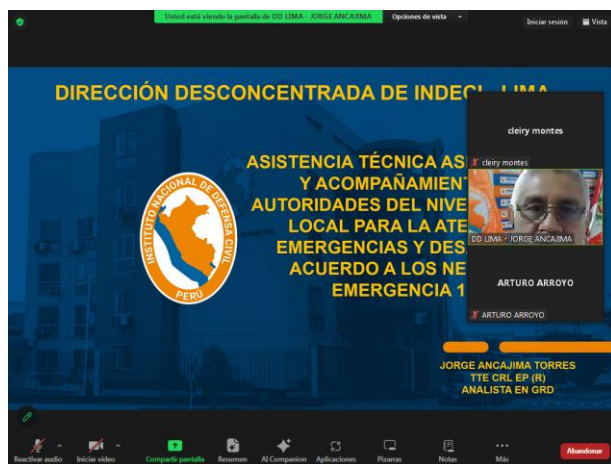 Usted está viendo la pantalla de DD LIMA - JORGE ANCAJIMA
Opciones de vista
Iniciar sesión
Vista
DIRECCIÓN DESCONCENTRADA DE INDECI - LIMA
cleiry montes
cleiry montes
ASISTENCIA TÉCNICA AS
Y ACOMPAÑAMIENT
AUTORIDADES DEL NIVE
LOCAL PARA LA ATE
EMERGENCIAS Y DES
ACUERDO A LOS NE
EMERGENCIA 1
INSTITUTO NACIONAL DE DEFENSA CIVIL
PERÚ
DD LIMA - JORGE ANCAJIMA
ARTURO ARROYO
ARTURO ARROYO
JORGE ANCAJIMA TORRES
TTE CRL EP (R)
ANALISTA EN GRD
Reactivar audio
Iniciar video
Compartir pantalla
Resumen
AI Companion
Aplicaciones
Pizarras
Notas
Más
Abandonar